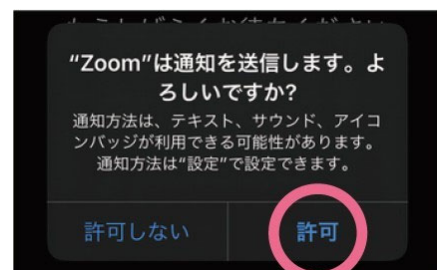 “Zoom”は通知を送信します。よ
ろしいですか?
通知方法は、テキスト、サウンド、アイコ
ンバッジが利用できる可能性があります。
通知方法は“設定”で設定できます。
許可しない
許可